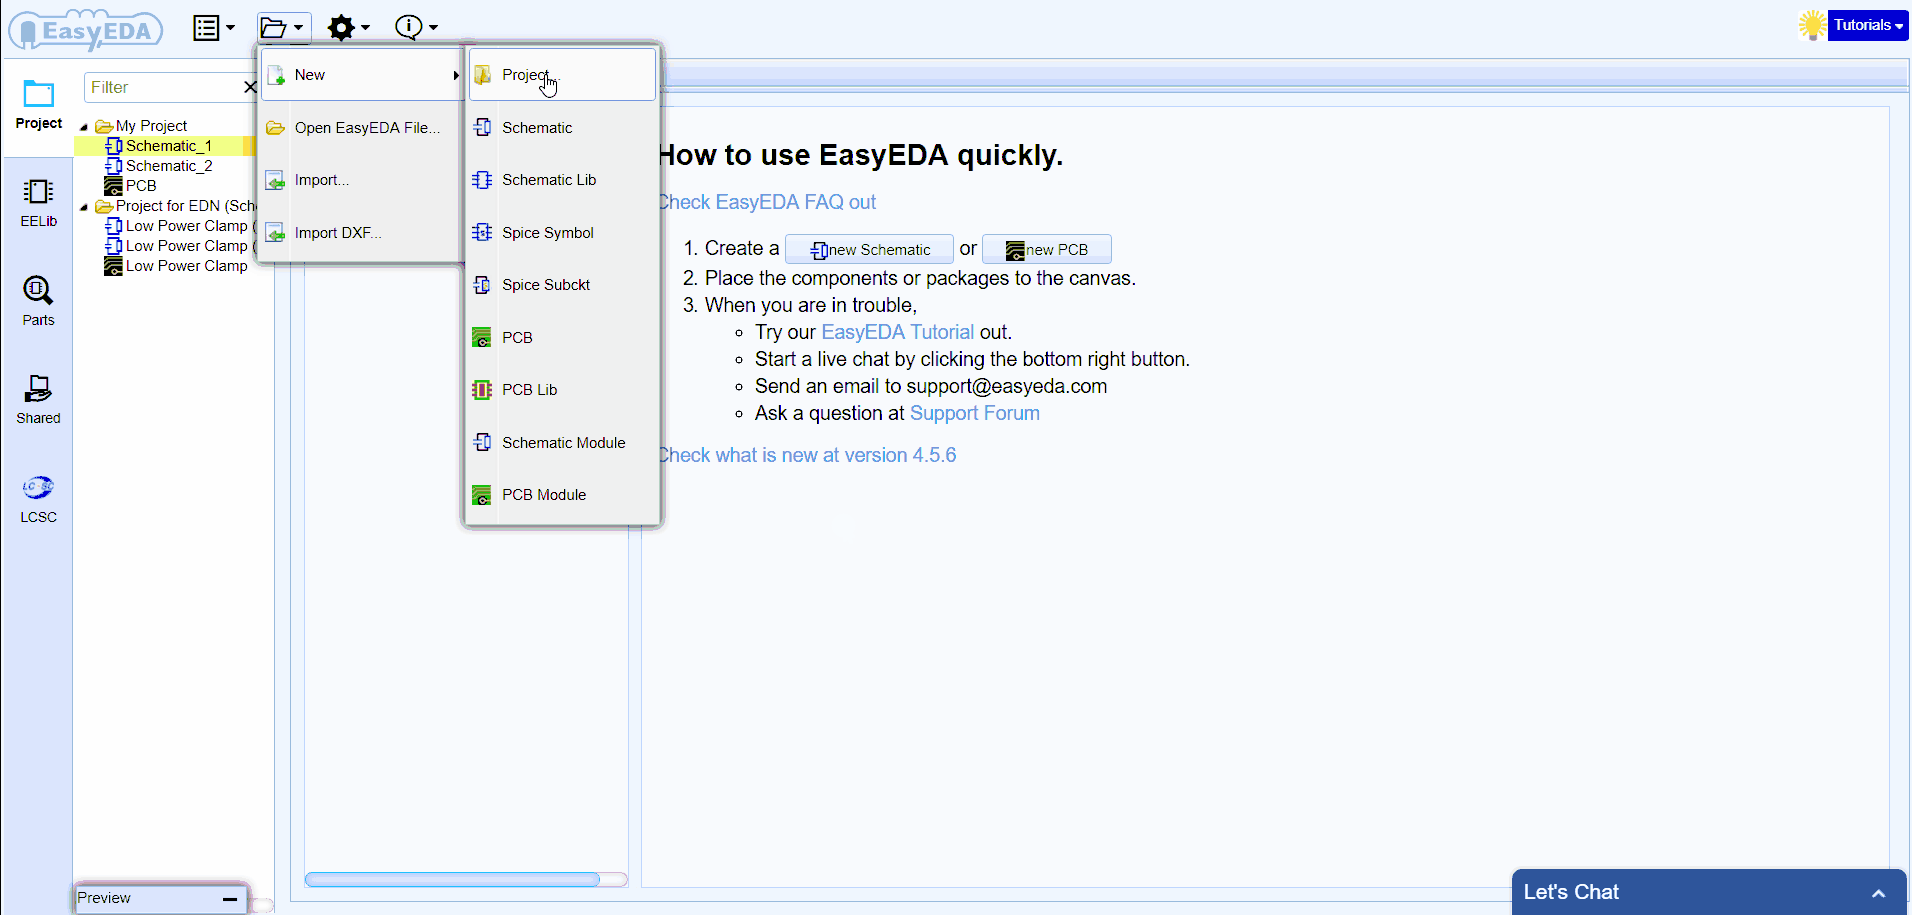 EasyEDA
Tutorials
Project
EELib
Parts
Shared
LCSC
Filter
My Project
Schematic_1
Schematic_2
PCB
Project for EDN (Sch
Low Power Clamp (
Low Power Clamp (
Low Power Clamp
Preview
New
Open EasyEDA File...
Import...
Import DXF...
Project...
Schematic
Schematic Lib
Spice Symbol
Spice Subckt
PCB
PCB Lib
Schematic Module
PCB Module
How to use EasyEDA quickly.
Check EasyEDA FAQ out
1. Create a new Schematic or new PCB
2. Place the components or packages to the canvas.
3. When you are in trouble,
Try our EasyEDA Tutorial out.
Start a live chat by clicking the bottom right button.
Send an email to support@easyeda.com
Ask a question at Support Forum
Check what is new at version 4.5.6
Let's Chat